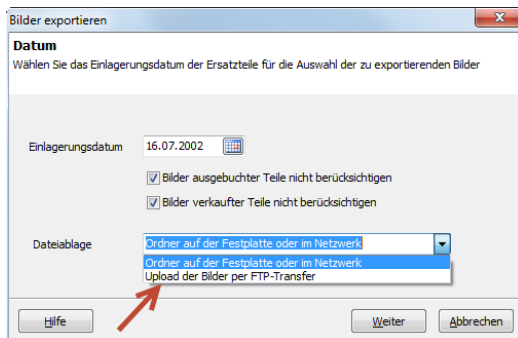 Bilder exportieren
Datum
Wählen Sie das Einlagerungsdatum der Ersatzteile für die Auswahl der zu exportierenden Bilder
Einlagerungsdatum 16.07.2002
Bilder ausgebuchter Teile nicht berücksichtigen
Bilder verkaufter Teile nicht berücksichtigen
Dateiablage Ordner auf der Festplatte oder im Netzwerk
Ordner auf der Festplatte oder im Netzwerk
Upload der Bilder per FTP-Transfer
Hilfe Weiter Abbrechen